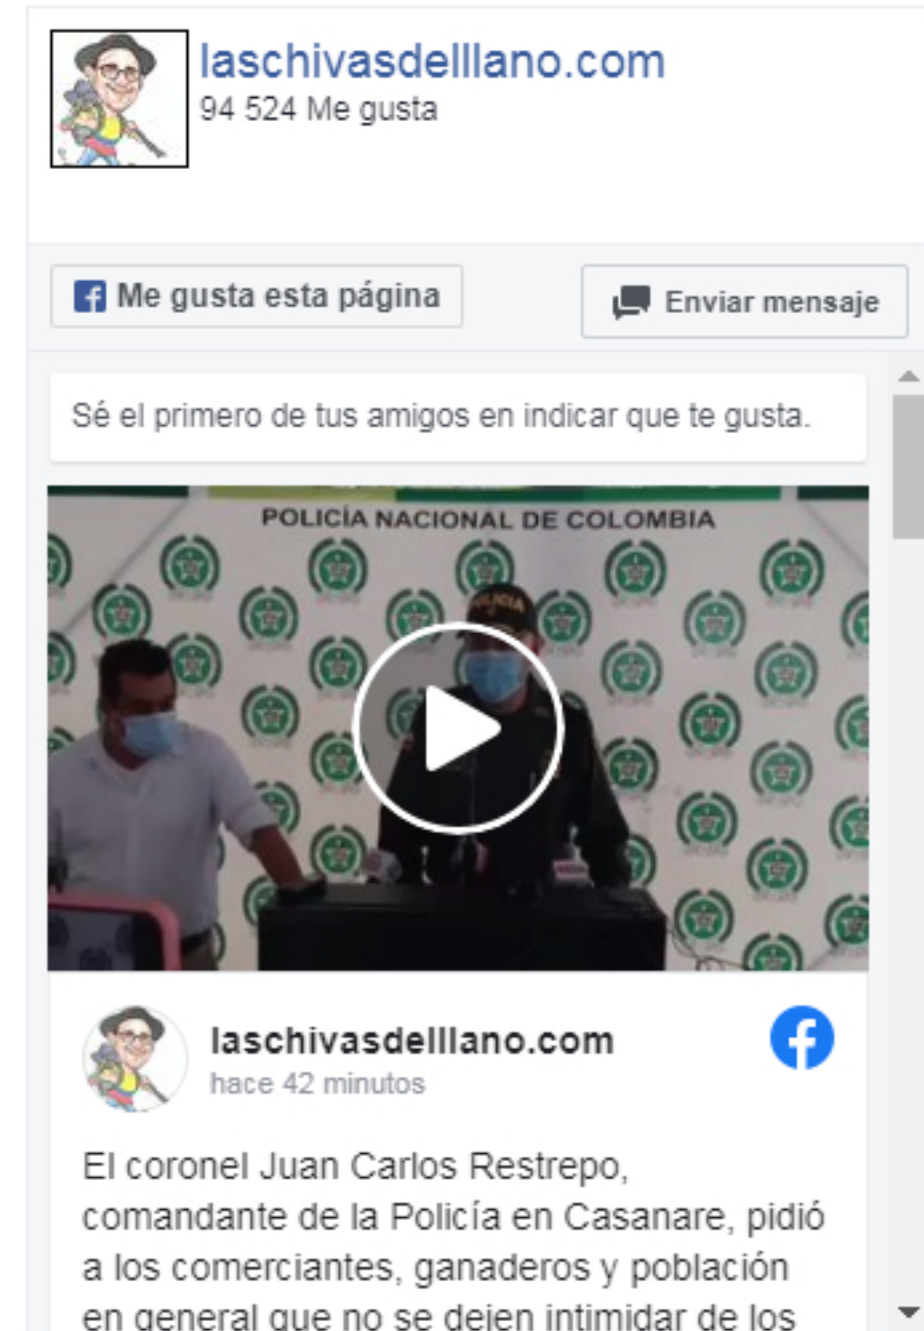 laschivasdelllano.com
94 524 Me gusta
Me gusta esta página
Enviar mensaje
Sé el primero de tus amigos en indicar que te gusta.
POLICÍA NACIONAL DE COLOMBIA
POLICIA
laschivasdelllano.com
hace 42 minutos
El coronel Juan Carlos Restrepo,
comandante de la Policía en Casanare, pidió
a los comerciantes, ganaderos y población
en general que no se dejen intimidar de los